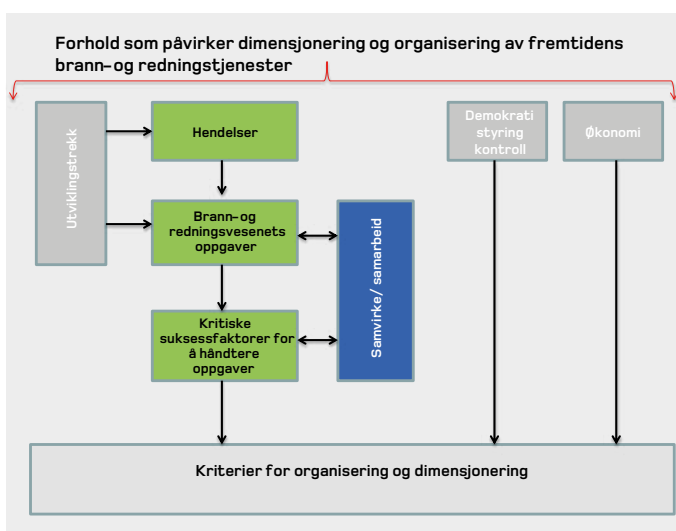 Forhold som påvirker dimensjonering og organisering av fremtidens
brann- og redningstjenester
Utviklingstrekk
Hendelser
Demokrati
styring
kontroll
Økonomi
Brann- og
redningsvesenets
oppgaver
Samvirke/ samarbeid
Kritiske
suksessfaktorer for
å håndtere
oppgaver
Kriterier for organisering og dimensjonering